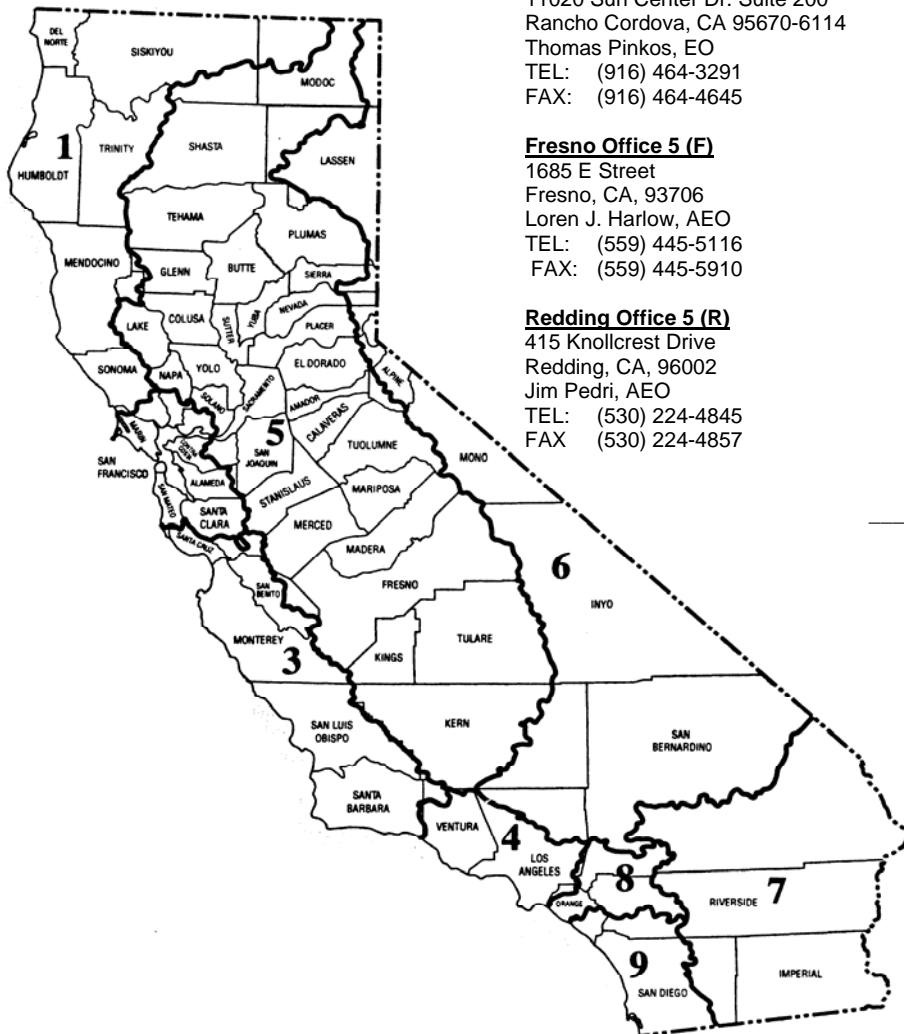 11020 Sun Center Dr. Suite 200
Rancho Cordova, CA 95670-6114
Thomas Pinkos, EO
TEL: (916) 464-3291
FAX: (916) 464-4645
Fresno Office 5 (F)
1685 E Street
Fresno, CA, 93706
Loren J. Harlow, AEO
TEL: (559) 445-5116
FAX: (559) 445-5910
Redding Office 5 (R)
415 Knollcrest Drive
Redding, CA, 96002
Jim Pedri, AEO
TEL: (530) 224-4845
FAX (530) 224-4857
DEL
NORTE
SISKIYOU
MODOC
1
HUMBOLDT
TRINITY
SHASTA
LASSEN
TEHAMA
PLUMAS
MENDOCINO
GLENN
BUTTE
SIERRA
LAKE
COLUSA
SUTTER
YUBA
NEVADA
PLACER
SONOMA
NAPA
YOLO
EL DORADO
ALPINE
SOLANO
SACRAMENTO
AMADOR
CALAVERAS
MARIN
CONTRA
COSTA
5
SAN
JOAQUIN
TUOLUMNE
MONO
SAN
FRANCISCO
ALAMEDA
STANISLAUS
MARIPOSA
SAN MATEO
SANTA
CLARA
MERCED
MADERA
SANTA CRUZ
6
INYO
FRESNO
SAN
BENITO
MONTEREY
3
KINGS
TULARE
SAN LUIS
OBISPO
KERN
SAN
BERNARDINO
SANTA
BARBARA
VENTURA
4
LOS
ANGELES
8
ORANGE
RIVERSIDE
7
9
SAN DIEGO
IMPERIAL